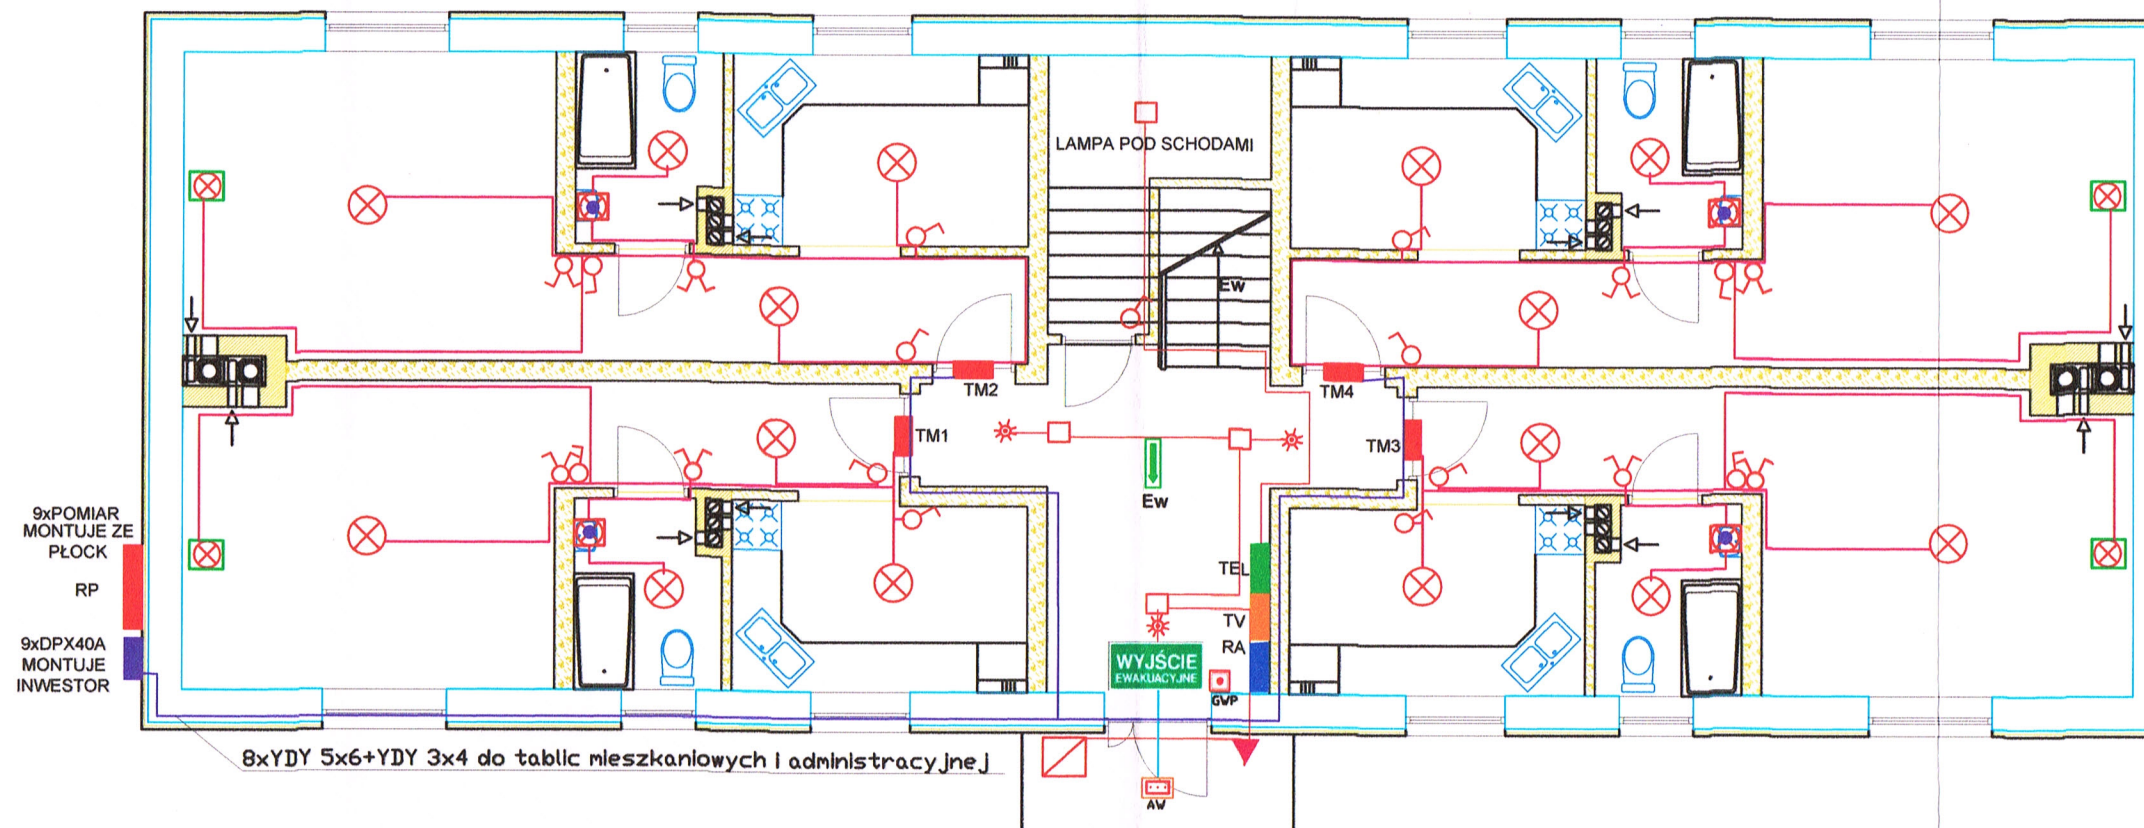 LAMPA POD SCHODAMI
Ew
TM2
TM4
TM1
TM3
Ew
9xPOMIAR
MONTUJE ZE
PŁOCK
RP
TEL
TV
RA
9xDPX40A
MONTUJE
INWESTOR
WYJŚCIE
EWAKUACYJNE
GWP
8xYDY 5x6+YDY 3x4 do tablic mieszkaniowych i administracyjnej
AW